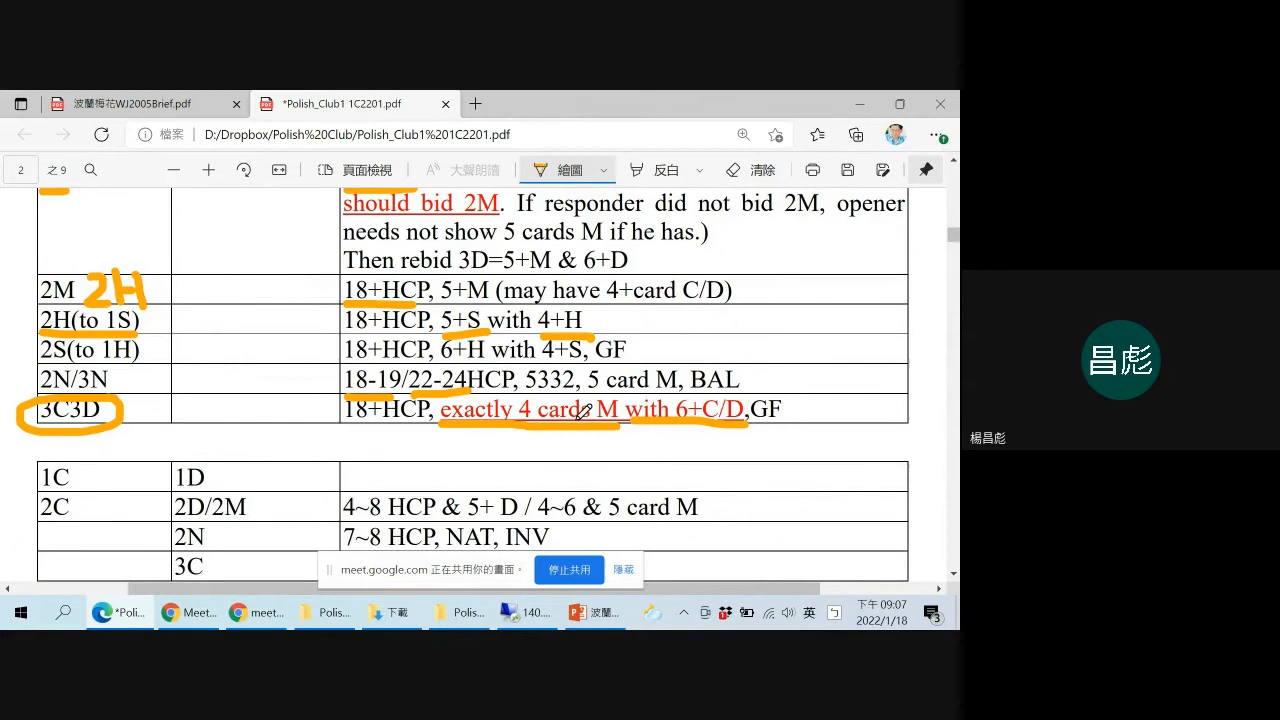 波蘭梅花WJ2005Brief.pdf
*Polish_Club1 1C2201.pdf
檔案 D:/Dropbox/Polish%20Club/Polish_Club1%201C2201.pdf
2 之 9 頁面檢視 大聲朗讀 繪圖 反白 清除
should bid 2M. If responder did not bid 2M, opener
needs not show 5 cards M if he has.)
Then rebid 3D=5+M & 6+D
2M 2H 18+HCP, 5+M (may have 4+card C/D)
2H(to 1S) 18+HCP, 5+S with 4+H
2S(to 1H) 18+HCP, 6+H with 4+S, GF
2N/3N 18-19/22-24HCP, 5332, 5 card M, BAL
3C3D 18+HCP, exactly 4 cards M with 6+C/D,GF
1C 1D
2C 2D/2M 4~8 HCP & 5+ D / 4~6 & 5 card M
2N 7~8 HCP, NAT, INV
3C
meet.google.com 正在共用你的畫面。 停止共用 隱藏
*Poli... Meet... meet... Polis... 下載 Polis... 140.... 波蘭... 英 下午 09:07
2022/1/18 3
昌彪
楊昌彪